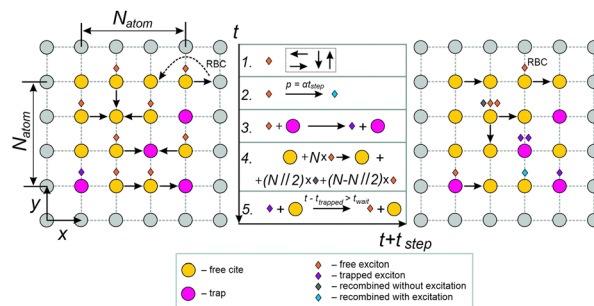 N_atom
RBC
N_atom
y
x
t
1.
2. p = αt_step
3. + +
4. +N× +
+(N//2)×+(N-N//2)×
5. + t - t_trapped > t_wait +
t+t_step
RBC
– free cite
– trap
– free exciton
– trapped exciton
– recombined without excitation
– recombined with excitation